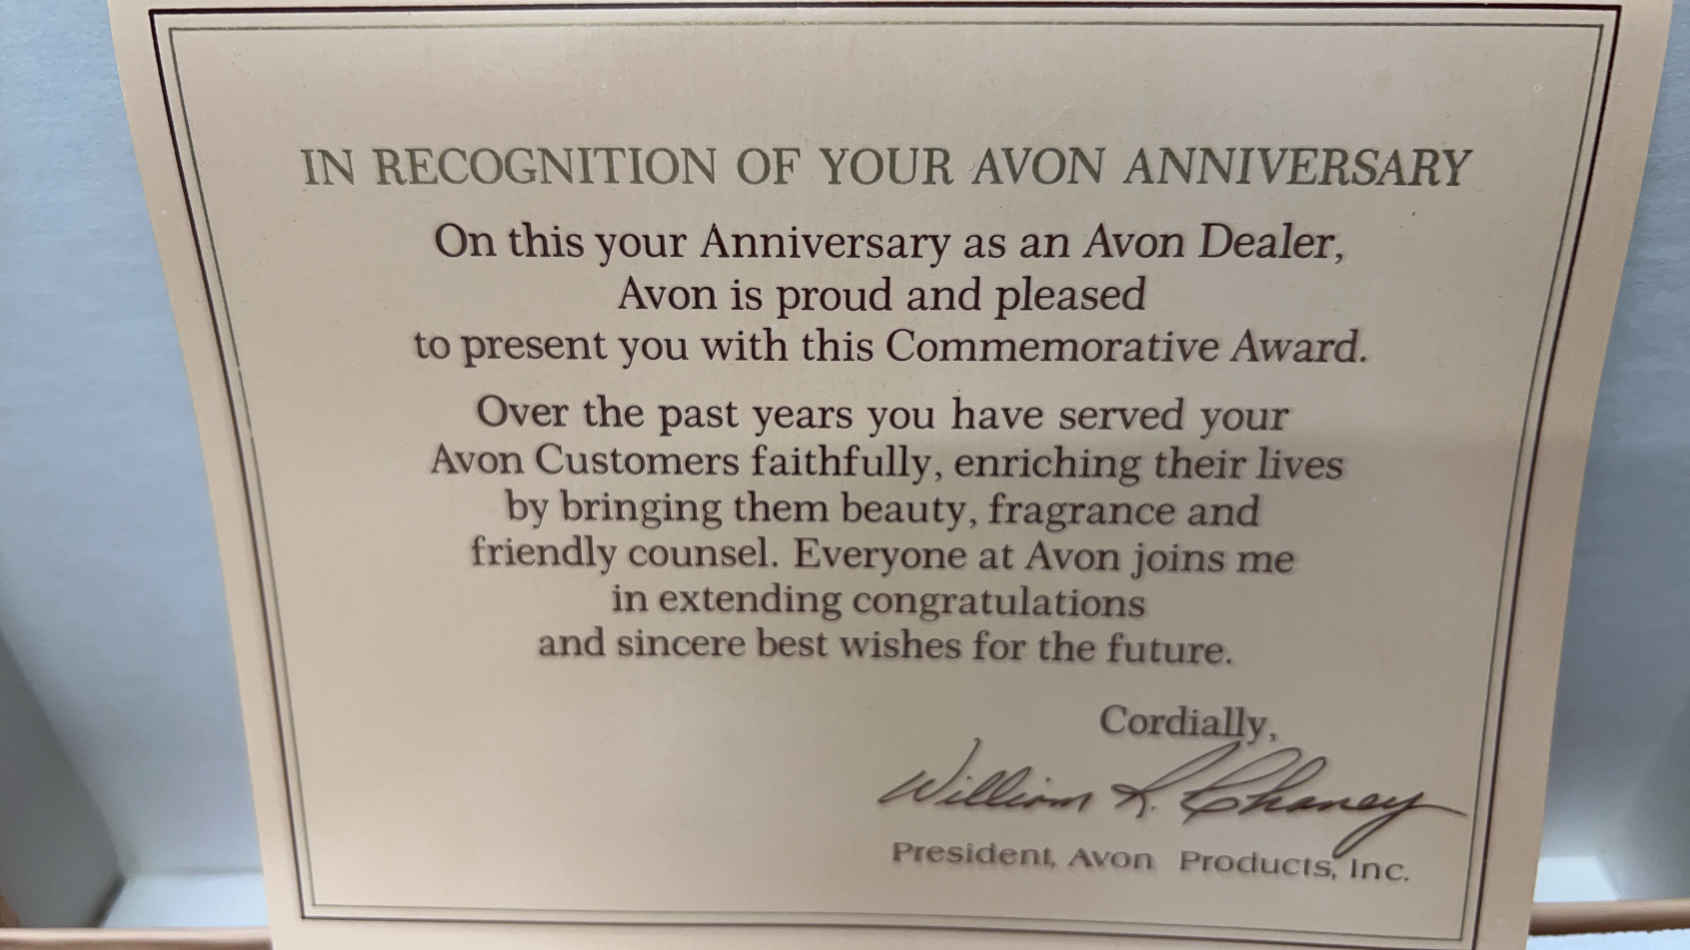 IN RECOGNITION OF YOUR AVON ANNIVERSARY
On this your Anniversary as an Avon Dealer,
Avon is proud and pleased
to present you with this Commemorative Award.
Over the past years you have served your
Avon Customers faithfully, enriching their lives
by bringing them beauty, fragrance and
friendly counsel. Everyone at Avon joins me
in extending congratulations
and sincere best wishes for the future.
Cordially,
William R. Chaney
President, Avon Products, Inc.